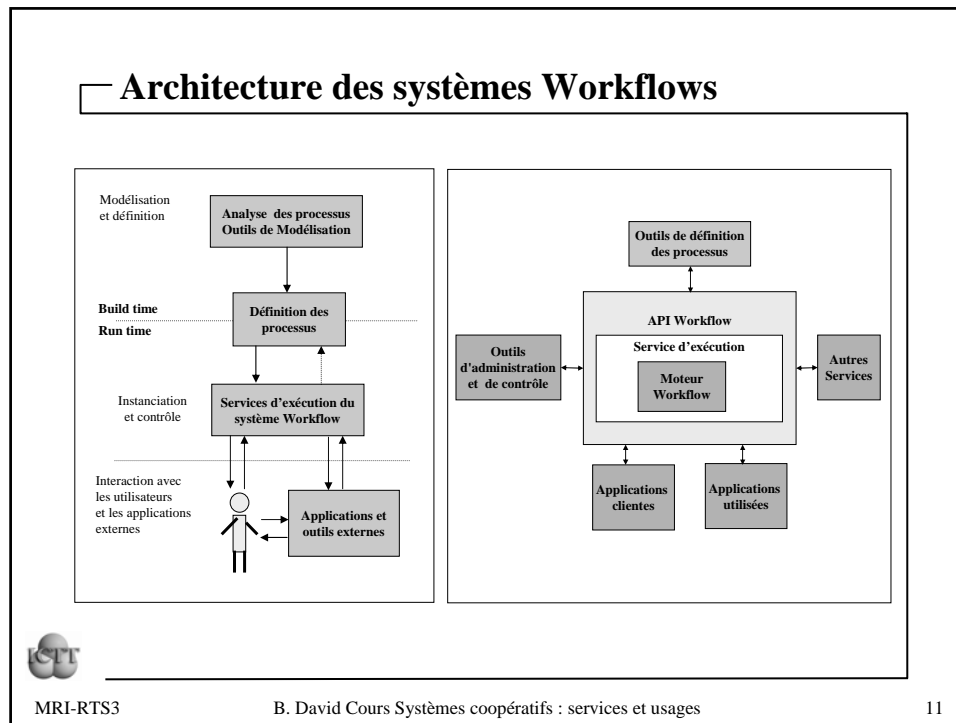 Architecture des systèmes Workflows
Modélisation
et définition
Analyse des processus
Outils de Modélisation
Build time
Run time
Définition des
processus
Instanciation
et contrôle
Services d'exécution du
système Workflow
Interaction avec
les utilisateurs
et les applications
externes
Applications et
outils externes
Outils de définition
des processus
API Workflow
Service d'exécution
Moteur
Workflow
Outils
d'administration
et de contrôle
Autres
Services
Applications
clientes
Applications
utilisées
ICTT
MRI-RTS3
B. David Cours Systèmes coopératifs : services et usages
11